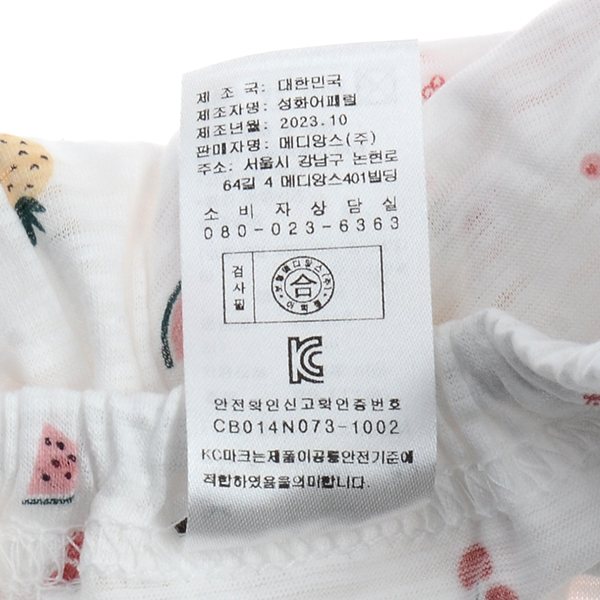 제 조 국: 대한민국
제조자명: 성화어패럴
제조년월: 2023.10
판매자명: 메디앙스(주)
주소: 서울시 강남구 논현로
64길 4 메디앙스401빌딩
소 비 자 상 담 실
080-023-6363
검사필
메디앙스(주)
合
KC
안전확인신고확인증번호
CB014N073-1002
KC마크는제품이공통안전기준에
적합하였음을의미합니다.